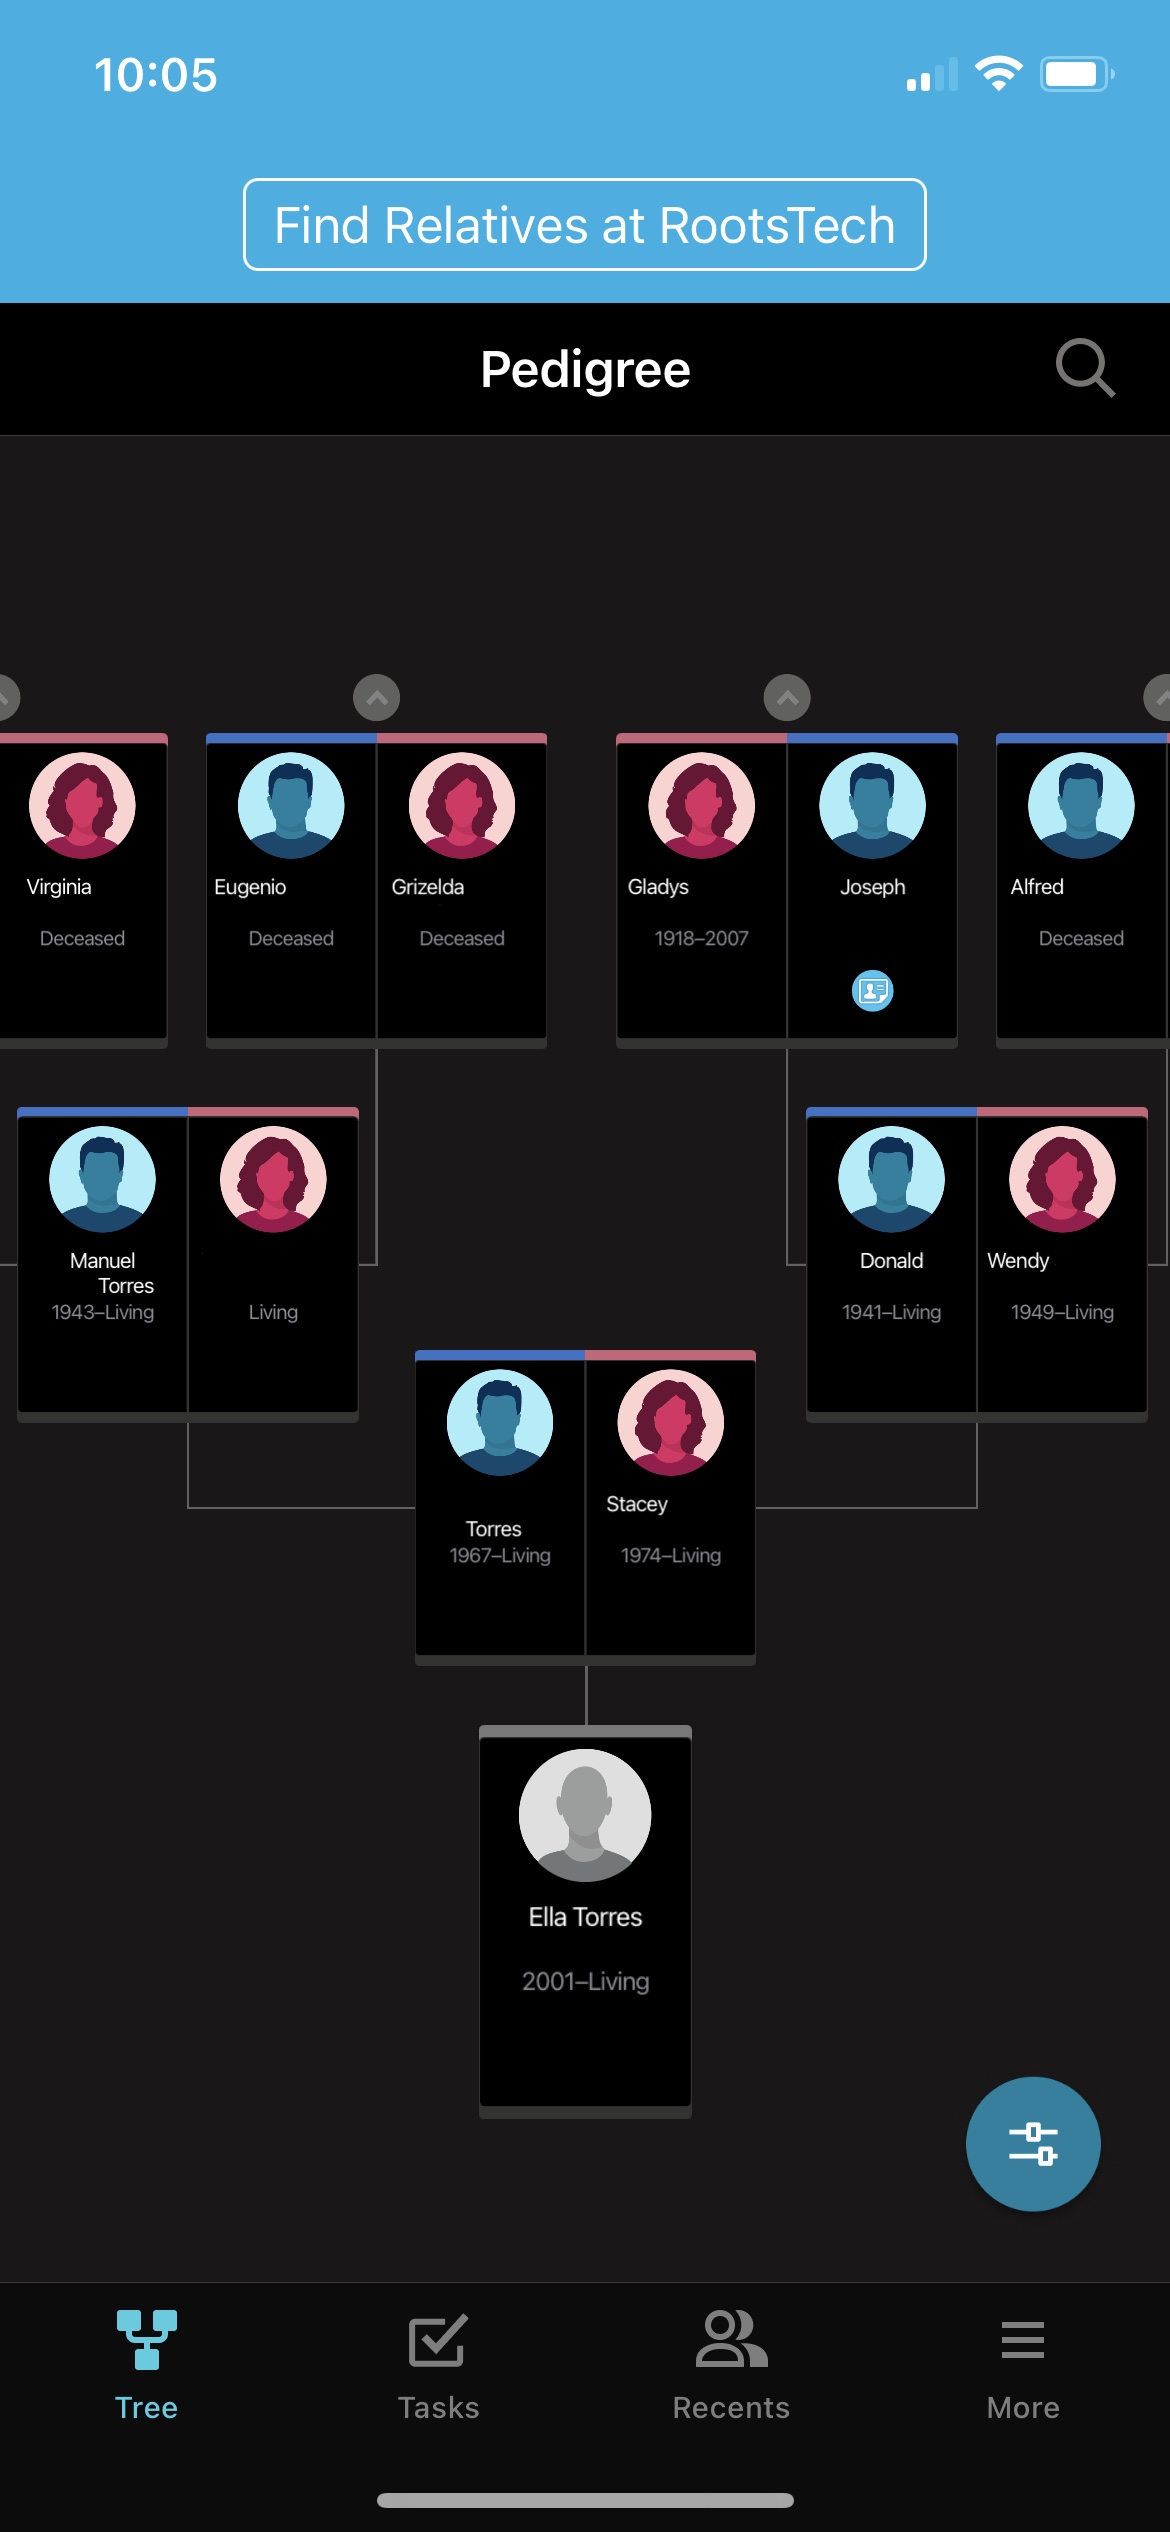 10:05
Find Relatives at RootsTech
Pedigree
Virginia
Deceased
Eugenio
Deceased
Grizelda
Deceased
Gladys
1918–2007
Joseph
Alfred
Deceased
Manuel
Torres
1943–Living
Living
Donald
1941–Living
Wendy
1949–Living
Torres
1967–Living
Stacey
1974–Living
Ella Torres
2001–Living
Tree
Tasks
Recents
More